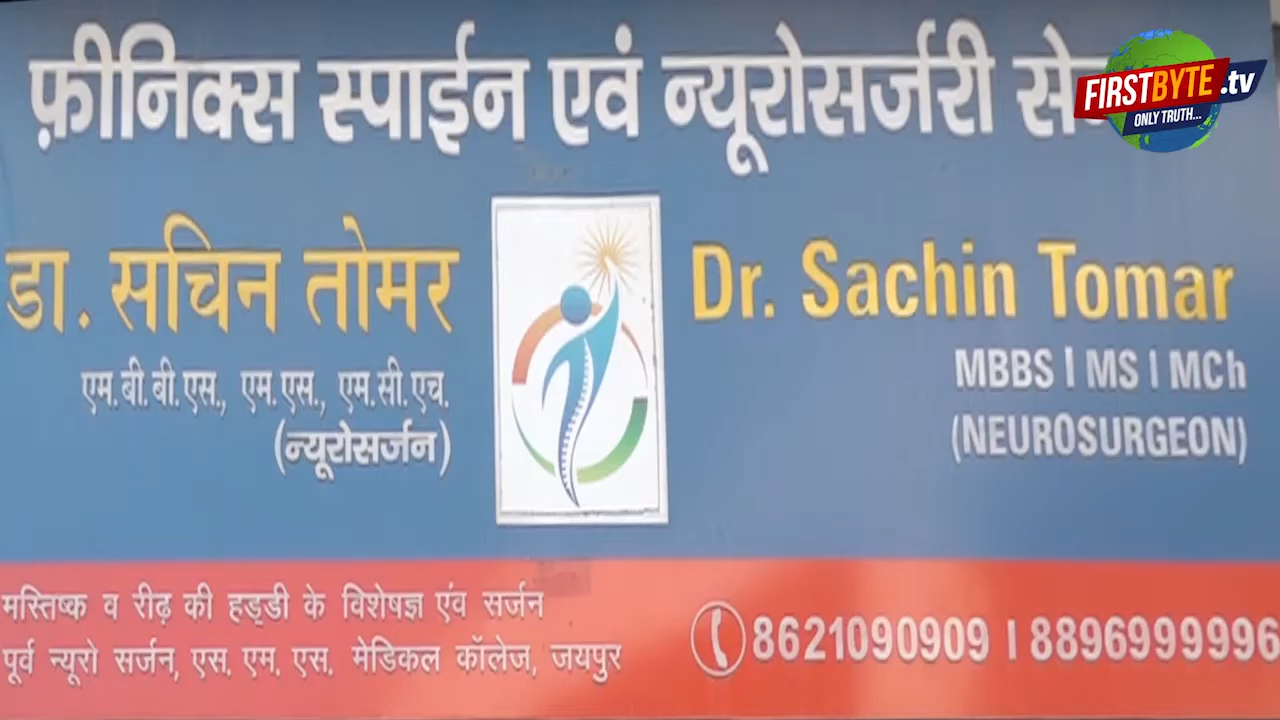 फ़ीनिक्स स्पाईन एवं न्यूरोसर्जरी
FIRSTBYTE.tv
ONLY TRUTH...
डा. सचिन तोमर
एम.बी.बी.एस., एम.एस., एम.सी.एच.
(न्यूरोसर्जन)
Dr. Sachin Tomar
MBBS | MS | MCh
(NEUROSURGEON)
मस्तिष्क व रीढ़ की हड्डी के विशेषज्ञ एंव सर्जन
पूर्व न्यूरो सर्जन, एस. एम. एस. मेडिकल कॉलेज, जयपुर
8621090909 | 8896999996